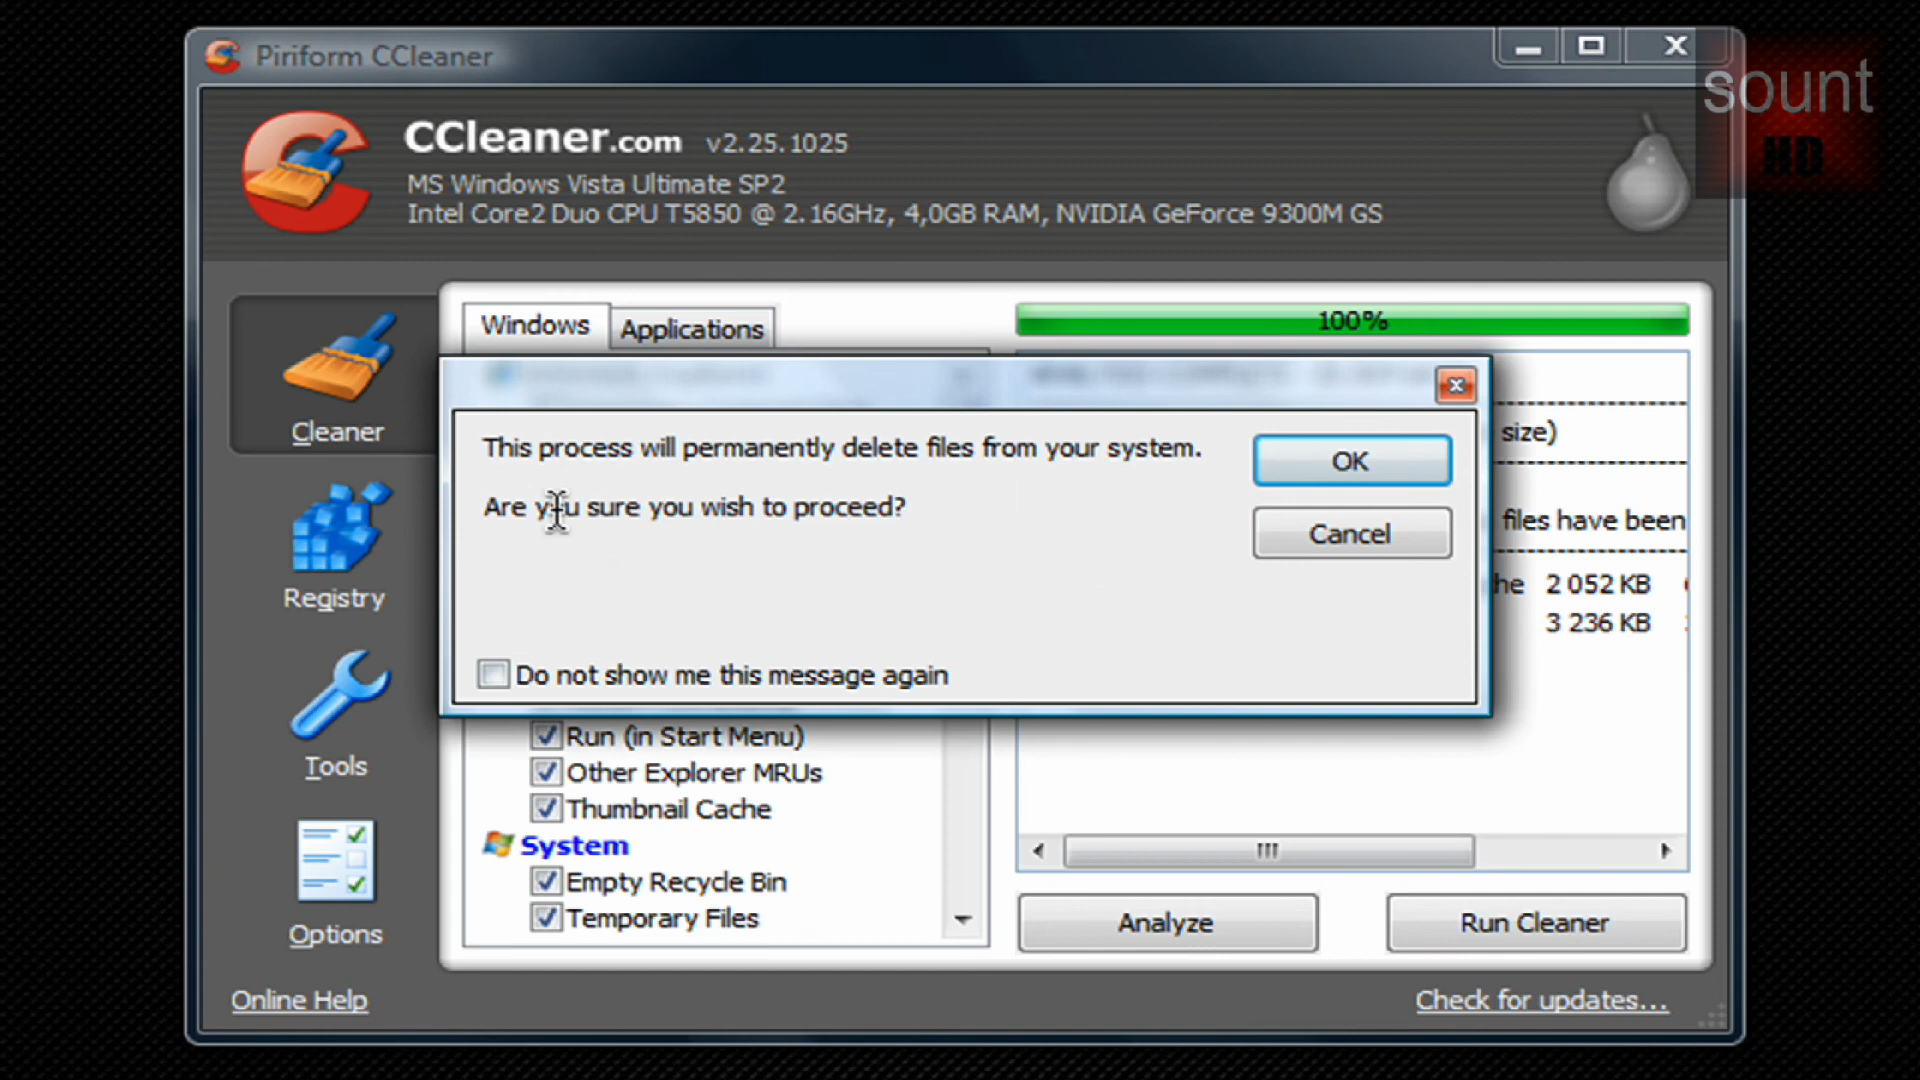 Piriform CCleaner
sount
HD
CCleaner.com v2.25.1025
MS Windows Vista Ultimate SP2
Intel Core2 Duo CPU T5850 @ 2.16GHz, 4,0GB RAM, NVIDIA GeForce 9300M GS
Cleaner
Registry
Tools
Options
Windows
Applications
100%
This process will permanently delete files from your system.
Are you sure you wish to proceed?
OK
Cancel
Do not show me this message again
size)
files have been
he 2 052 KB
3 236 KB
Run (in Start Menu)
Other Explorer MRUs
Thumbnail Cache
System
Empty Recycle Bin
Temporary Files
Analyze
Run Cleaner
Online Help
Check for updates...